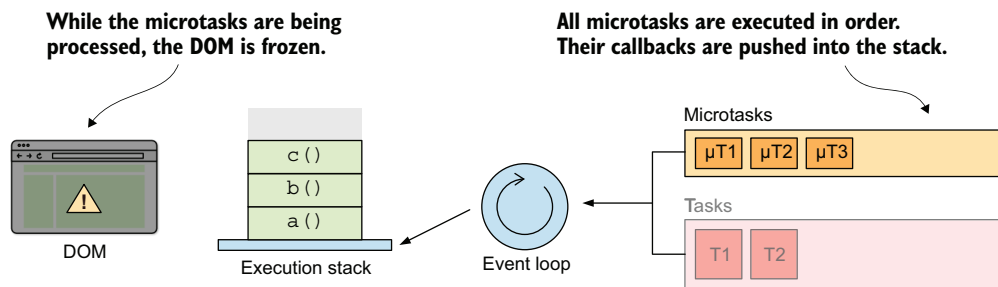 While the microtasks are being
processed, the DOM is frozen.
All microtasks are executed in order.
Their callbacks are pushed into the stack.
Microtasks
µT1 µT2 µT3
c()
b()
a()
!
DOM
Execution stack
Event loop
Tasks
T1 T2